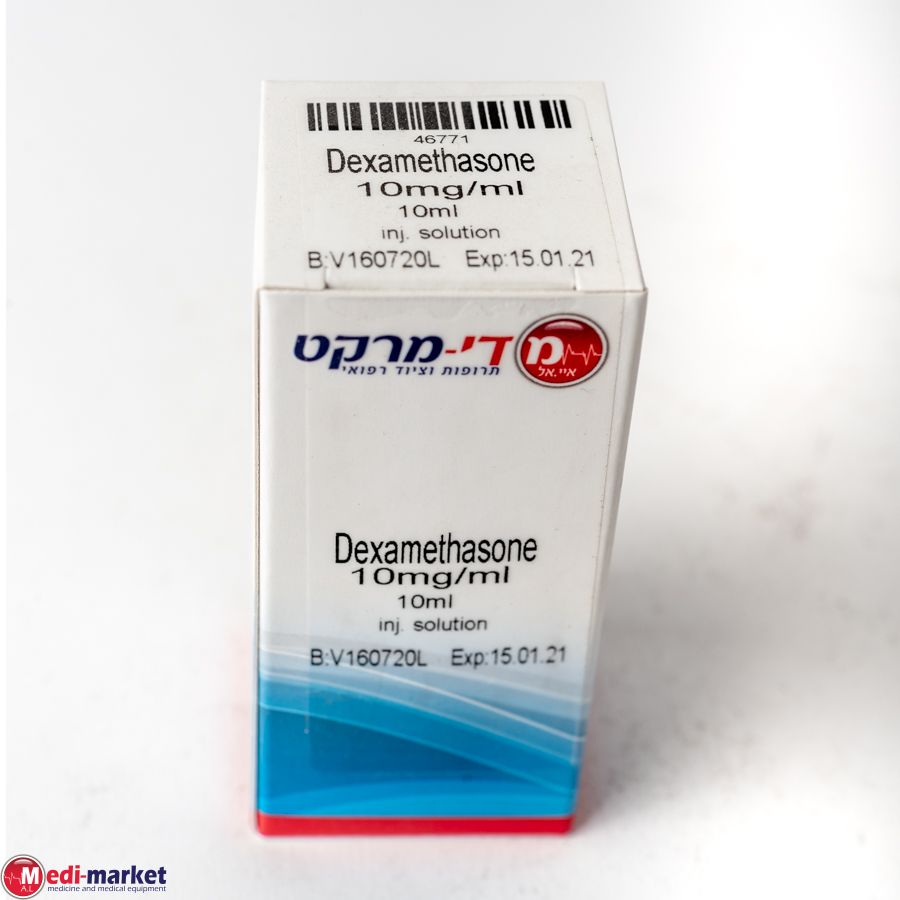 46771
Dexamethasone
10mg/ml
10ml
inj. solution
B:V160720L Exp:15.01.21
מדי-מרקט
איי.אל
תרופות וציוד רפואי
Dexamethasone
10mg/ml
10ml
inj. solution
B:V160720L Exp:15.01.21
Medi-market
A.L
medicine and medical equipment